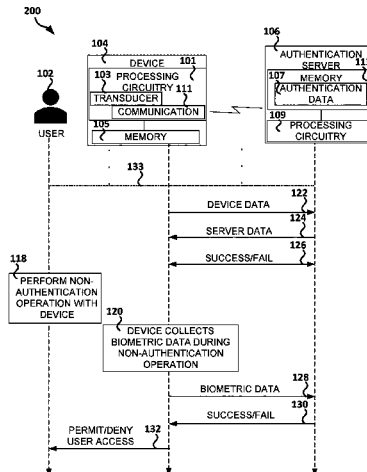 200
102
USER
104
DEVICE
101
PROCESSING
CIRCUITRY
103
111
TRANSDUCER
COMMUNICATION
105
MEMORY
106
AUTHENTICATION
SERVER
MEMORY
107
AUTHENTICATION
DATA
109
PROCESSING
CIRCUITRY
133
122
DEVICE DATA
124
SERVER DATA
126
SUCCESS/FAIL
118
PERFORM NON-
AUTHENTICATION
OPERATION WITH
DEVICE
120
DEVICE COLLECTS
BIOMETRIC DATA DURING
NON-AUTHENTICATION
OPERATION
128
BIOMETRIC DATA
130
SUCCESS/FAIL
PERMIT/DENY
USER ACCESS
132